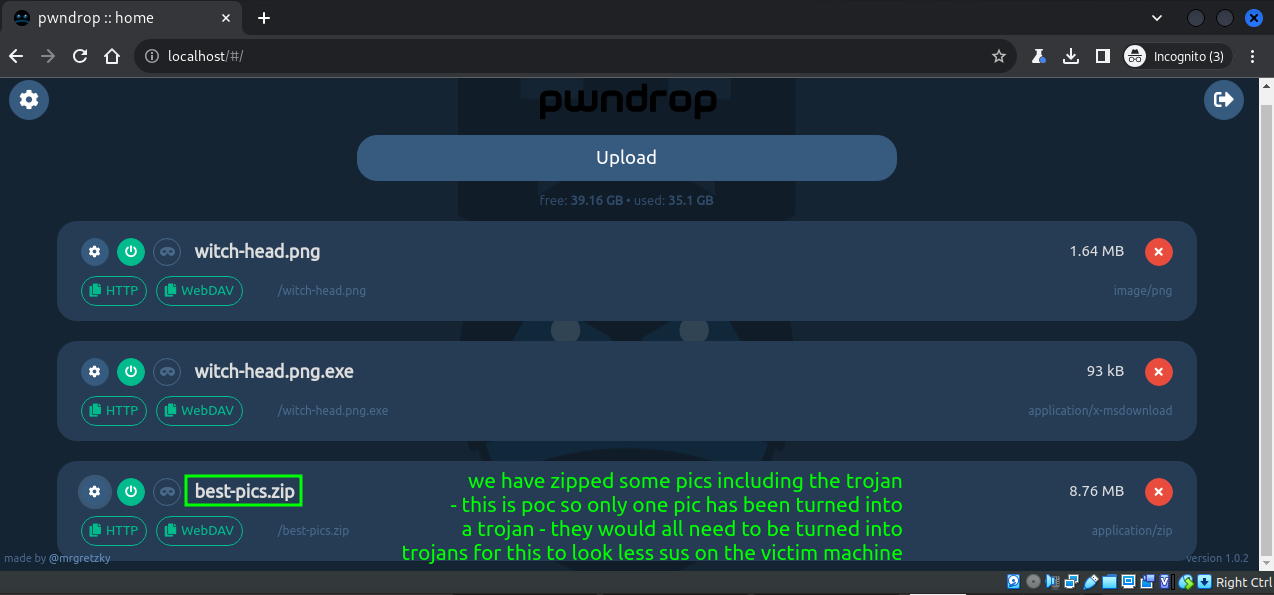 pwndrop :: home
localhost/#/
Incognito (3)
pwndrop
Upload
free: 39.16 GB • used: 35.1 GB
witch-head.png
1.64 MB
HTTP
WebDAV
/witch-head.png
image/png
witch-head.png.exe
93 kB
HTTP
WebDAV
/witch-head.png.exe
application/x-msdownload
best-pics.zip
8.76 MB
HTTP
WebDAV
/best-pics.zip
application/zip
we have zipped some pics including the trojan
- this is poc so only one pic has been turned into
a trojan - they would all need to be turned into
trojans for this to look less sus on the victim machine
made by @mrgretzky
version 1.0.2
Right Ctrl